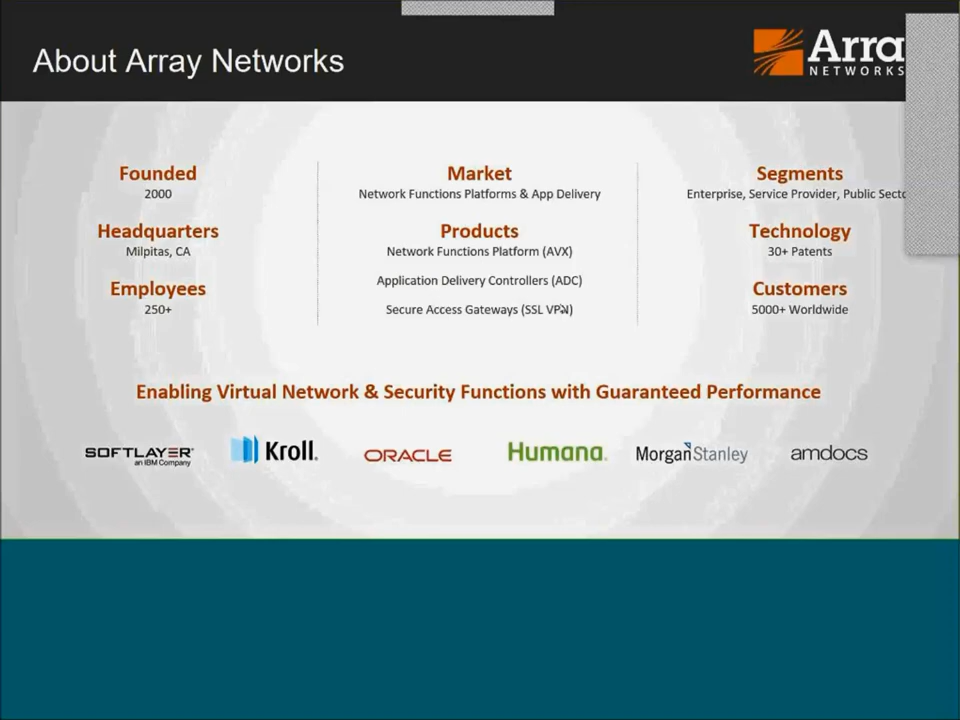 About Array Networks
Arra
NETWORKS
Founded
2000
Headquarters
Milpitas, CA
Employees
250+
Market
Network Functions Platforms & App Delivery
Products
Network Functions Platform (AVX)
Application Delivery Controllers (ADC)
Secure Access Gateways (SSL VPN)
Segments
Enterprise, Service Provider, Public Secto
Technology
30+ Patents
Customers
5000+ Worldwide
Enabling Virtual Network & Security Functions with Guaranteed Performance
SOFTLAYER®
an IBM Company
Kroll.
ORACLE
Humana.
Morgan Stanley
amdocs